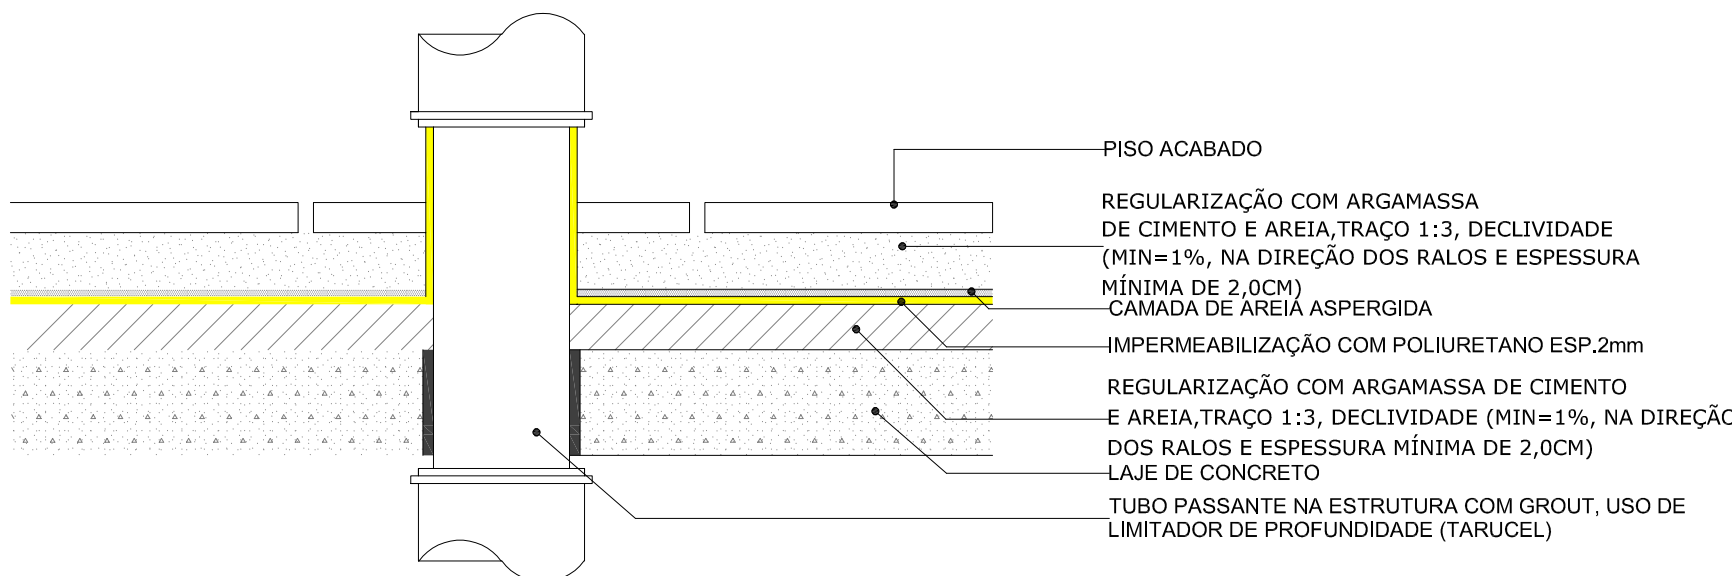 PISO ACABADO
REGULARIZAÇÃO COM ARGAMASSA
DE CIMENTO E AREIA,TRAÇO 1:3, DECLIVIDADE
(MIN=1%, NA DIREÇÃO DOS RALOS E ESPESSURA
MÍNIMA DE 2,0CM)
CAMADA DE AREIA ASPERGIDA
IMPERMEABILIZAÇÃO COM POLIURETANO ESP.2mm
REGULARIZAÇÃO COM ARGAMASSA DE CIMENTO
E AREIA,TRAÇO 1:3, DECLIVIDADE (MIN=1%, NA DIREÇÃO
DOS RALOS E ESPESSURA MÍNIMA DE 2,0CM)
LAJE DE CONCRETO
TUBO PASSANTE NA ESTRUTURA COM GROUT, USO DE
LIMITADOR DE PROFUNDIDADE (TARUCEL)